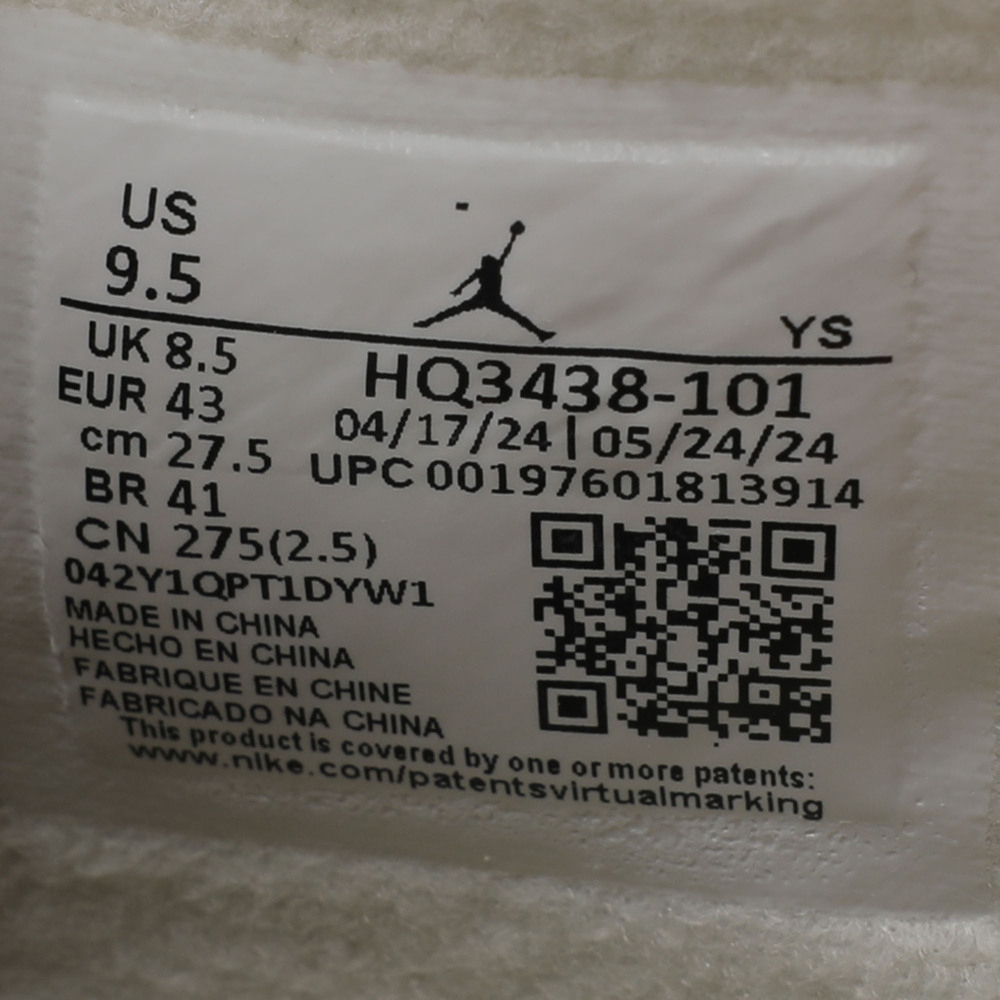 US
9.5
YS
UK 8.5
EUR 43
cm 27.5
BR 41
CN 275(2.5)
HQ3438-101
04/17/24|05/24/24
UPC 00197601813914
042Y1QPT1DYW1
MADE IN CHINA
HECHO EN CHINA
FABRIQUE EN CHINE
FABRICADO NA CHINA
This product is covered by one or more patents:
www.nike.com/patentsvirtualmarking